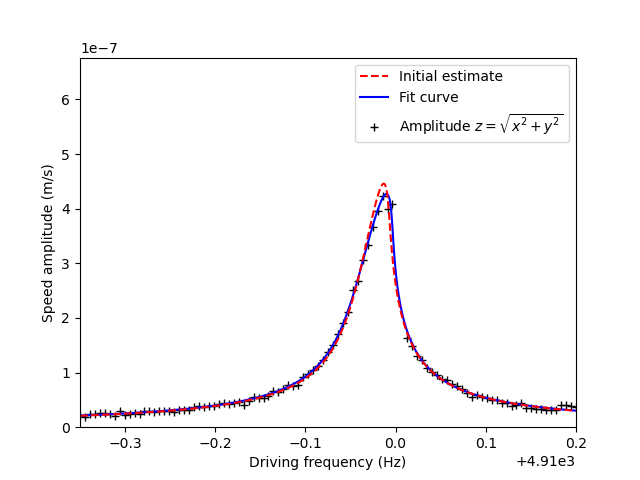 1e−7
Initial estimate
Fit curve
Amplitude z = √x² + y²
6
5
4
3
2
1
0
Speed amplitude (m/s)
−0.3 −0.2 −0.1 0.0 0.1 0.2
Driving frequency (Hz)
+4.91e3